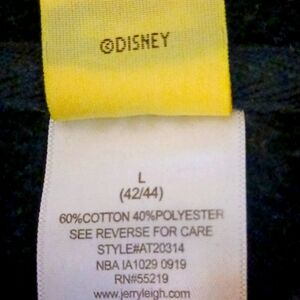 ©DISNEY
L
(42/44)
60%COTTON 40%POLYESTER
SEE REVERSE FOR CARE
STYLE#AT20314
NBA IA1029 0919
RN#55219
www.jerryleigh.com